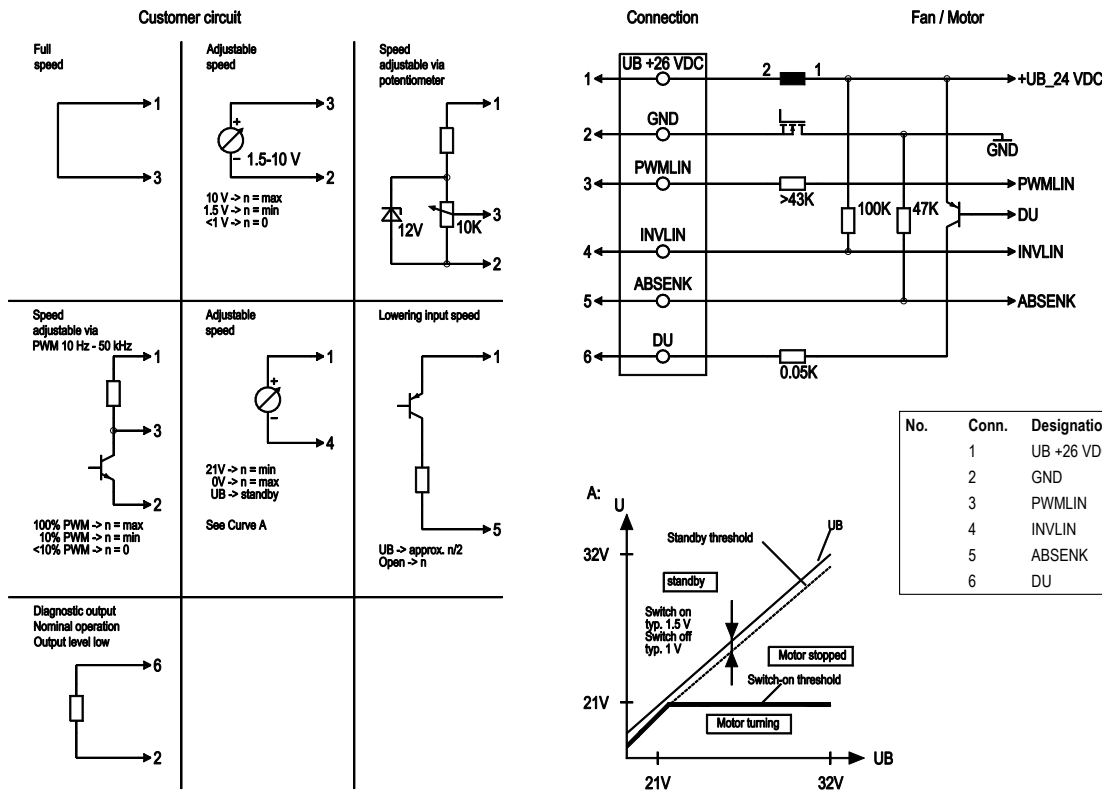 Customer circuit
Full
speed
1
3
Adjustable
speed
3
+
–
1.5-10 V
2
10 V -> n = max
1.5 V -> n = min
<1 V -> n = 0
Speed
adjustable via
potentiometer
1
12V
10K
3
2
Speed
adjustable via
PWM 10 Hz - 50 kHz
1
3
2
100% PWM -> n = max
10% PWM -> n = min
<10% PWM -> n = 0
Adjustable
speed
1
+
–
4
21V -> n = min
0V -> n = max
UB -> standby
See Curve A
Lowering input speed
1
5
UB -> approx. n/2
Open -> n
Diagnostic output
Nominal operation
Output level low
6
2
Connection
Fan / Motor
1
UB +26 VDC
2
1
+UB_24 VDC
2
GND
GND
3
PWMLIN
>43K
PWMLIN
100K
47K
DU
4
INVLIN
INVLIN
5
ABSENK
ABSENK
6
DU
0.05K
No.
Conn.
1
UB +26
2
GND
3
PWMLIN
4
INVLIN
5
ABSENK
6
DU
A:
U
32V
Standby threshold
UB
standby
Switch on
typ. 1.5 V
Switch off
typ. 1 V
Motor stopped
Switch-on threshold
21V
Motor turning
UB
21V
32V